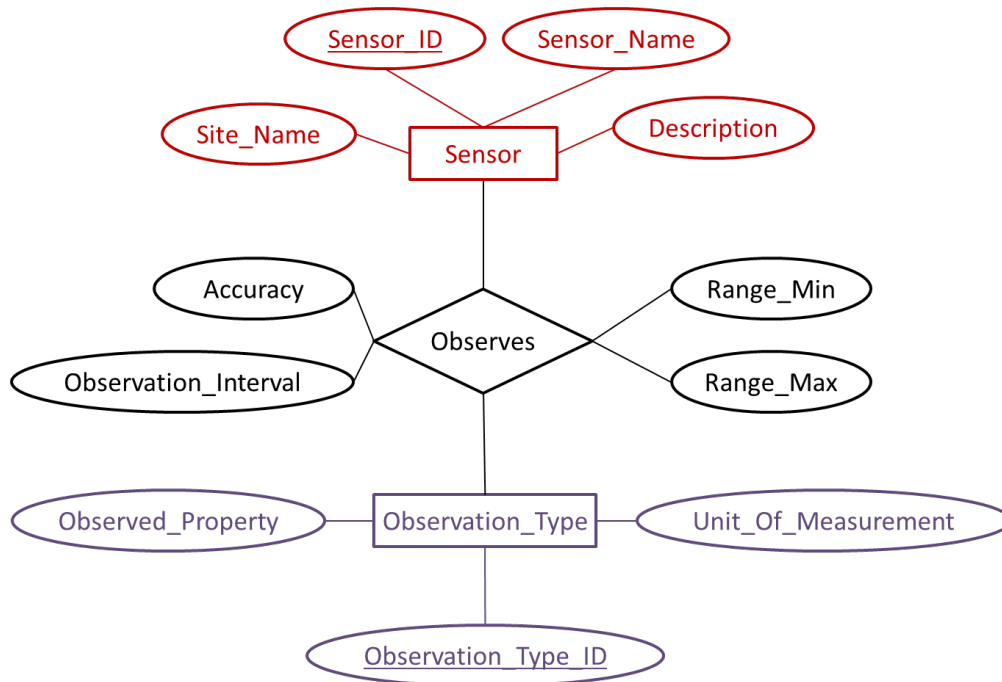 Sensor_ID
Sensor_Name
Site_Name
Description
Sensor
Accuracy
Range_Min
Observes
Observation_Interval
Range_Max
Observed_Property
Observation_Type
Unit_Of_Measurement
Observation_Type_ID